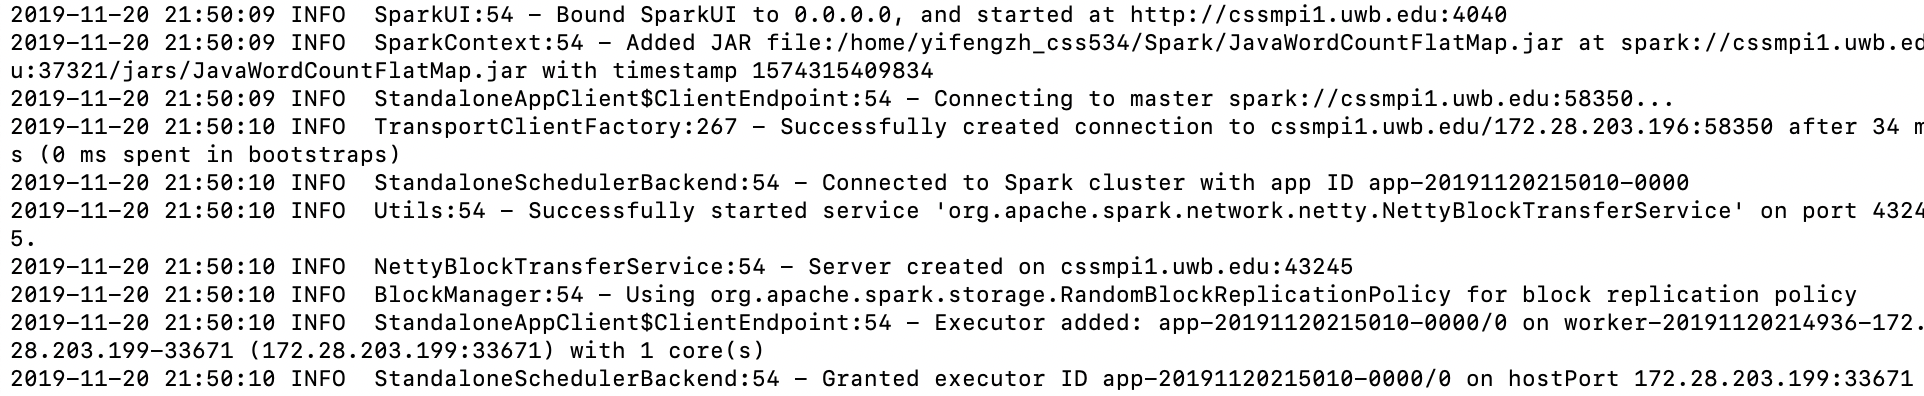 2019-11-20 21:50:09 INFO  SparkUI:54 - Bound SparkUI to 0.0.0.0, and started at http://cssmpi1.uwb.edu:4040
2019-11-20 21:50:09 INFO  SparkContext:54 - Added JAR file:/home/yifengzh_css534/Spark/JavaWordCountFlatMap.jar at spark://cssmpi1.uwb.ed
u:37321/jars/JavaWordCountFlatMap.jar with timestamp 1574315409834
2019-11-20 21:50:09 INFO  StandaloneAppClient$ClientEndpoint:54 - Connecting to master spark://cssmpi1.uwb.edu:58350...
2019-11-20 21:50:10 INFO  TransportClientFactory:267 - Successfully created connection to cssmpi1.uwb.edu/172.28.203.196:58350 after 34 m
s (0 ms spent in bootstraps)
2019-11-20 21:50:10 INFO  StandaloneSchedulerBackend:54 - Connected to Spark cluster with app ID app-20191120215010-0000
2019-11-20 21:50:10 INFO  Utils:54 - Successfully started service 'org.apache.spark.network.netty.NettyBlockTransferService' on port 4324
5.
2019-11-20 21:50:10 INFO  NettyBlockTransferService:54 - Server created on cssmpi1.uwb.edu:43245
2019-11-20 21:50:10 INFO  BlockManager:54 - Using org.apache.spark.storage.RandomBlockReplicationPolicy for block replication policy
2019-11-20 21:50:10 INFO  StandaloneAppClient$ClientEndpoint:54 - Executor added: app-20191120215010-0000/0 on worker-20191120214936-172.
28.203.199-33671 (172.28.203.199:33671) with 1 core(s)
2019-11-20 21:50:10 INFO  StandaloneSchedulerBackend:54 - Granted executor ID app-20191120215010-0000/0 on hostPort 172.28.203.199:33671